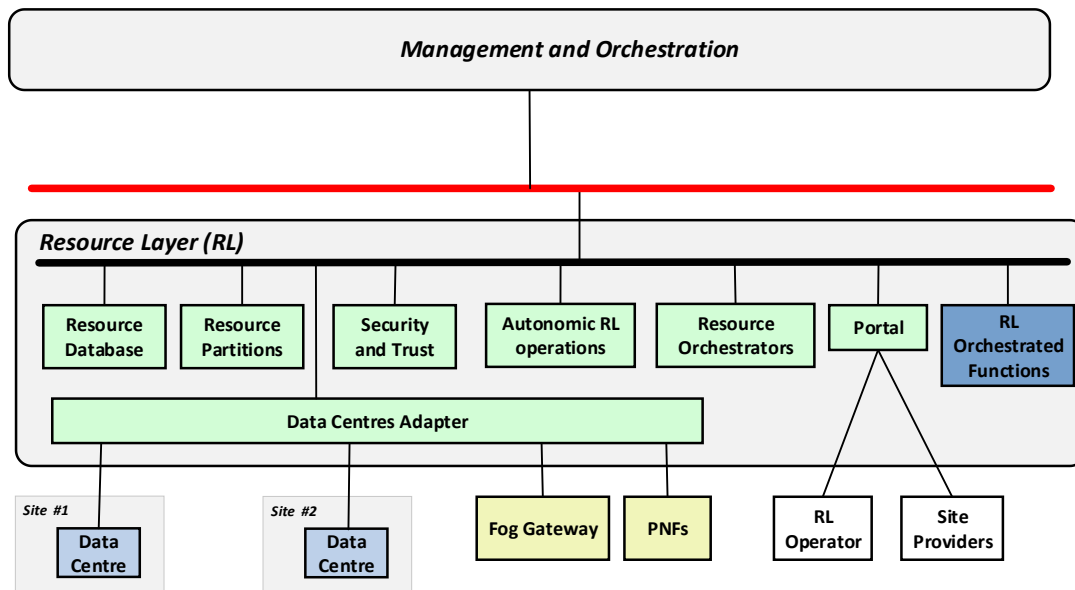 Management and Orchestration
Resource Layer (RL)
Resource
Database
Resource
Partitions
Security
and Trust
Autonomic RL
operations
Resource
Orchestrators
Portal
RL
Orchestrated
Functions
Data Centres Adapter
Site #1
Data
Centre
Site #2
Data
Centre
Fog Gateway
PNFs
RL
Operator
Site
Providers